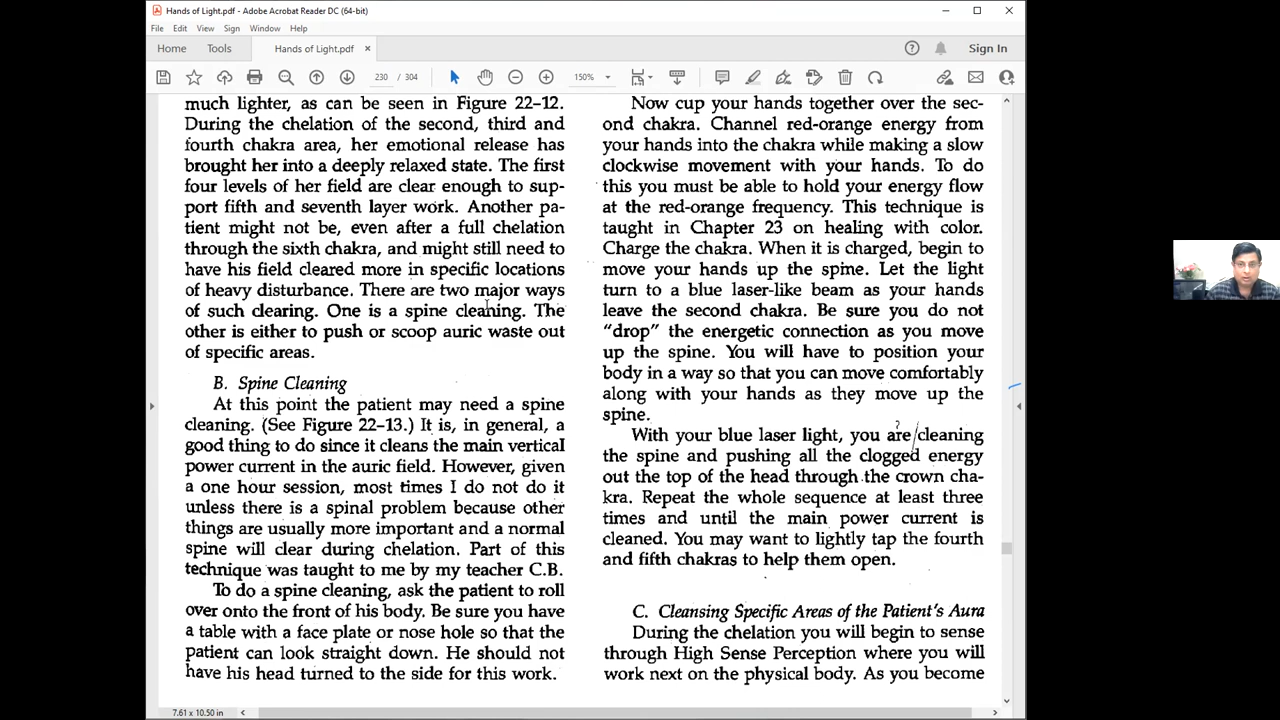 Hands of Light.pdf - Adobe Acrobat Reader DC (64-bit)
File Edit View Sign Window Help
Home Tools Hands of Light.pdf × Sign In
230 / 304 150%
much lighter, as can be seen in Figure 22–12.
During the chelation of the second, third and
fourth chakra area, her emotional release has
brought her into a deeply relaxed state. The first
four levels of her field are clear enough to sup-
port fifth and seventh layer work. Another pa-
tient might not be, even after a full chelation
through the sixth chakra, and might still need to
have his field cleared more in specific locations
of heavy disturbance. There are two major ways
of such clearing. One is a spine cleaning. The
other is either to push or scoop auric waste out
of specific areas.
B. Spine Cleaning
At this point the patient may need a spine
cleaning. (See Figure 22–13.) It is, in general, a
good thing to do since it cleans the main vertical
power current in the auric field. However, given
a one hour session, most times I do not do it
unless there is a spinal problem because other
things are usually more important and a normal
spine will clear during chelation. Part of this
technique was taught to me by my teacher C.B.
To do a spine cleaning, ask the patient to roll
over onto the front of his body. Be sure you have
a table with a face plate or nose hole so that the
patient can look straight down. He should not
have his head turned to the side for this work.
Now cup your hands together over the sec-
ond chakra. Channel red-orange energy from
your hands into the chakra while making a slow
clockwise movement with your hands. To do
this you must be able to hold your energy flow
at the red-orange frequency. This technique is
taught in Chapter 23 on healing with color.
Charge the chakra. When it is charged, begin to
move your hands up the spine. Let the light
turn to a blue laser-like beam as your hands
leave the second chakra. Be sure you do not
“drop” the energetic connection as you move
up the spine. You will have to position your
body in a way so that you can move comfortably
along with your hands as they move up the
spine.
?
With your blue laser light, you are/cleaning
the spine and pushing all the clogged energy
out the top of the head through the crown cha-
kra. Repeat the whole sequence at least three
times and until the main power current is
cleaned. You may want to lightly tap the fourth
and fifth chakras to help them open.
C. Cleansing Specific Areas of the Patient's Aura
During the chelation you will begin to sense
through High Sense Perception where you will
work next on the physical body. As you become
7.61 x 10.50 in